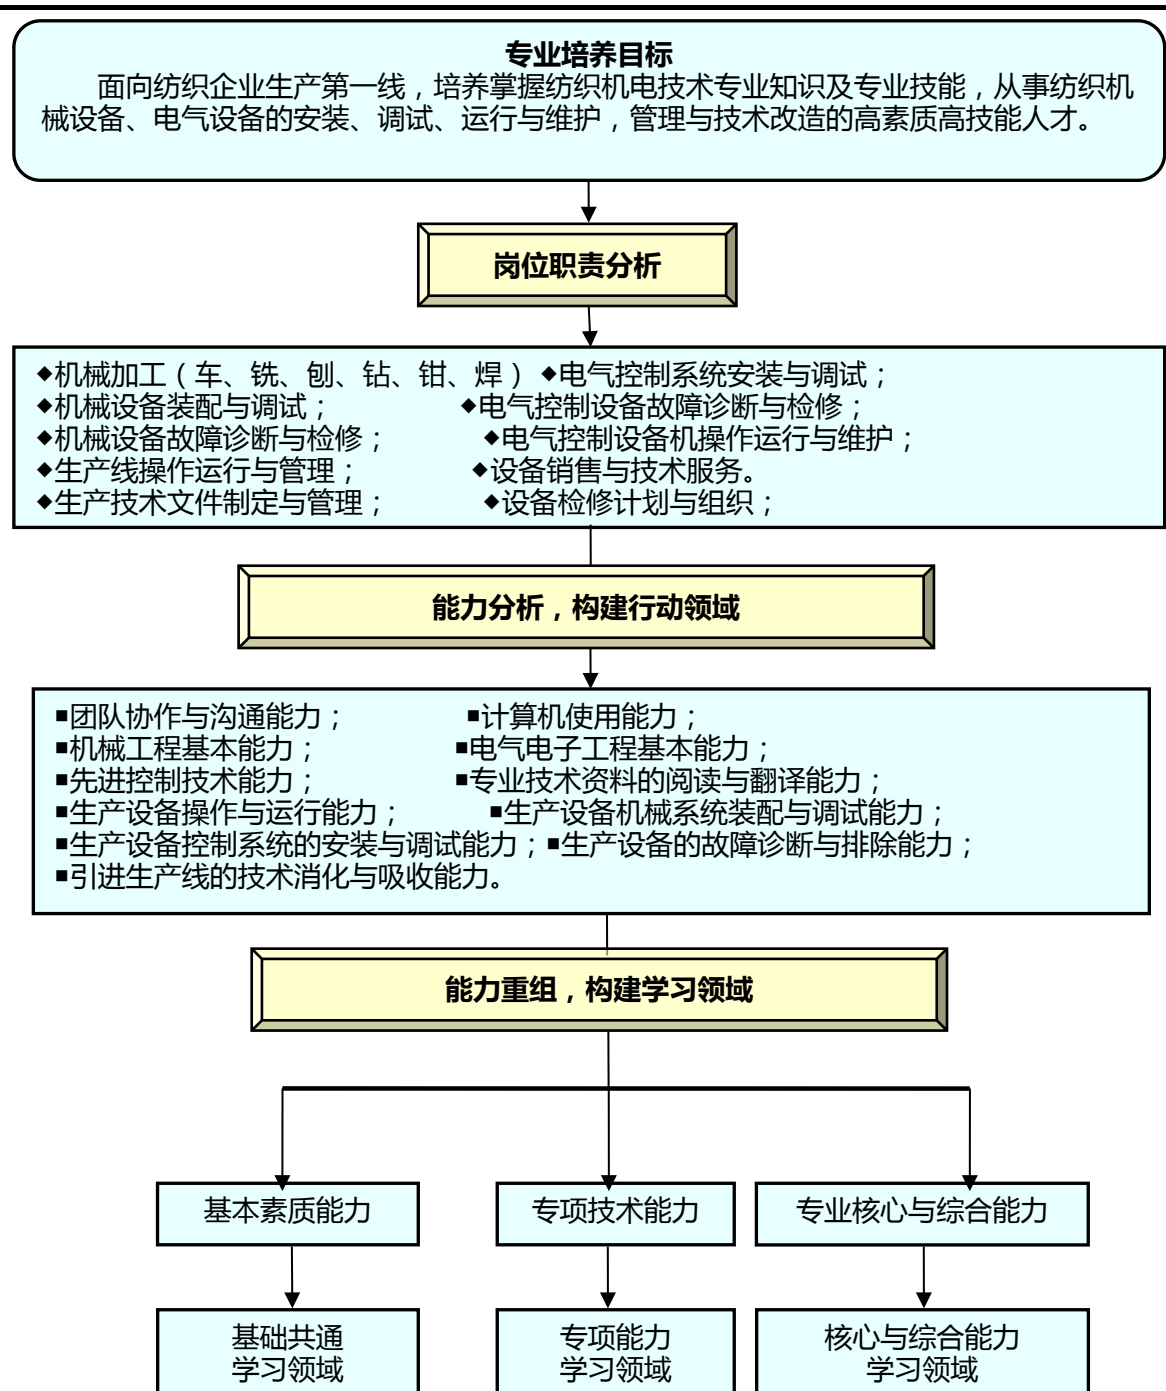 专业培养目标
面向纺织企业生产第一线，培养掌握纺织机电技术专业知识及专业技能，从事纺织机
械设备、电气设备的安装、调试、运行与维护，管理与技术改造的高素质高技能人才。
岗位职责分析
◆机械加工（车、铣、刨、钻、钳、焊） ◆电气控制系统安装与调试；
◆机械设备装配与调试； ◆电气控制设备故障诊断与检修；
◆机械设备故障诊断与检修； ◆电气控制设备机操作运行与维护；
◆生产线操作运行与管理； ◆设备销售与技术服务。
◆生产技术文件制定与管理； ◆设备检修计划与组织；
能力分析，构建行动领域
■团队协作与沟通能力； ■计算机使用能力；
■机械工程基本能力； ■电气电子工程基本能力；
■先进控制技术能力； ■专业技术资料的阅读与翻译能力；
■生产设备操作与运行能力； ■生产设备机械系统装配与调试能力；
■生产设备控制系统的安装与调试能力；■生产设备的故障诊断与排除能力；
■引进生产线的技术消化与吸收能力。
能力重组，构建学习领域
基本素质能力 专项技术能力 专业核心与综合能力
基础共通 专项能力 核心与综合能力
学习领域 学习领域 学习领域